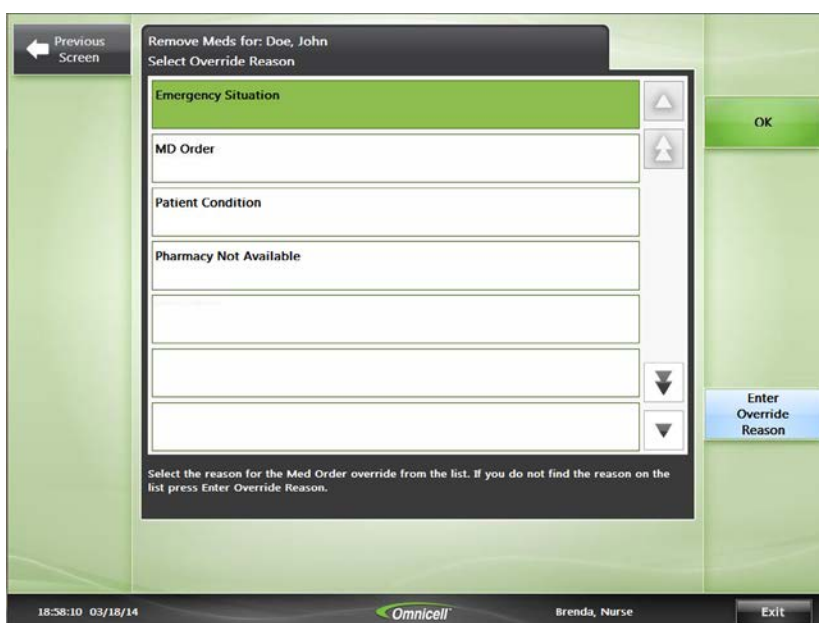 Previous
Screen
Remove Meds for: Doe, John
Select Override Reason
Emergency Situation
MD Order
Patient Condition
Pharmacy Not Available
OK
Enter
Override
Reason
Select the reason for the Med Order override from the list. If you do not find the reason on the
list press Enter Override Reason.
18:58:10 03/18/14
Omnicell
Brenda, Nurse
Exit